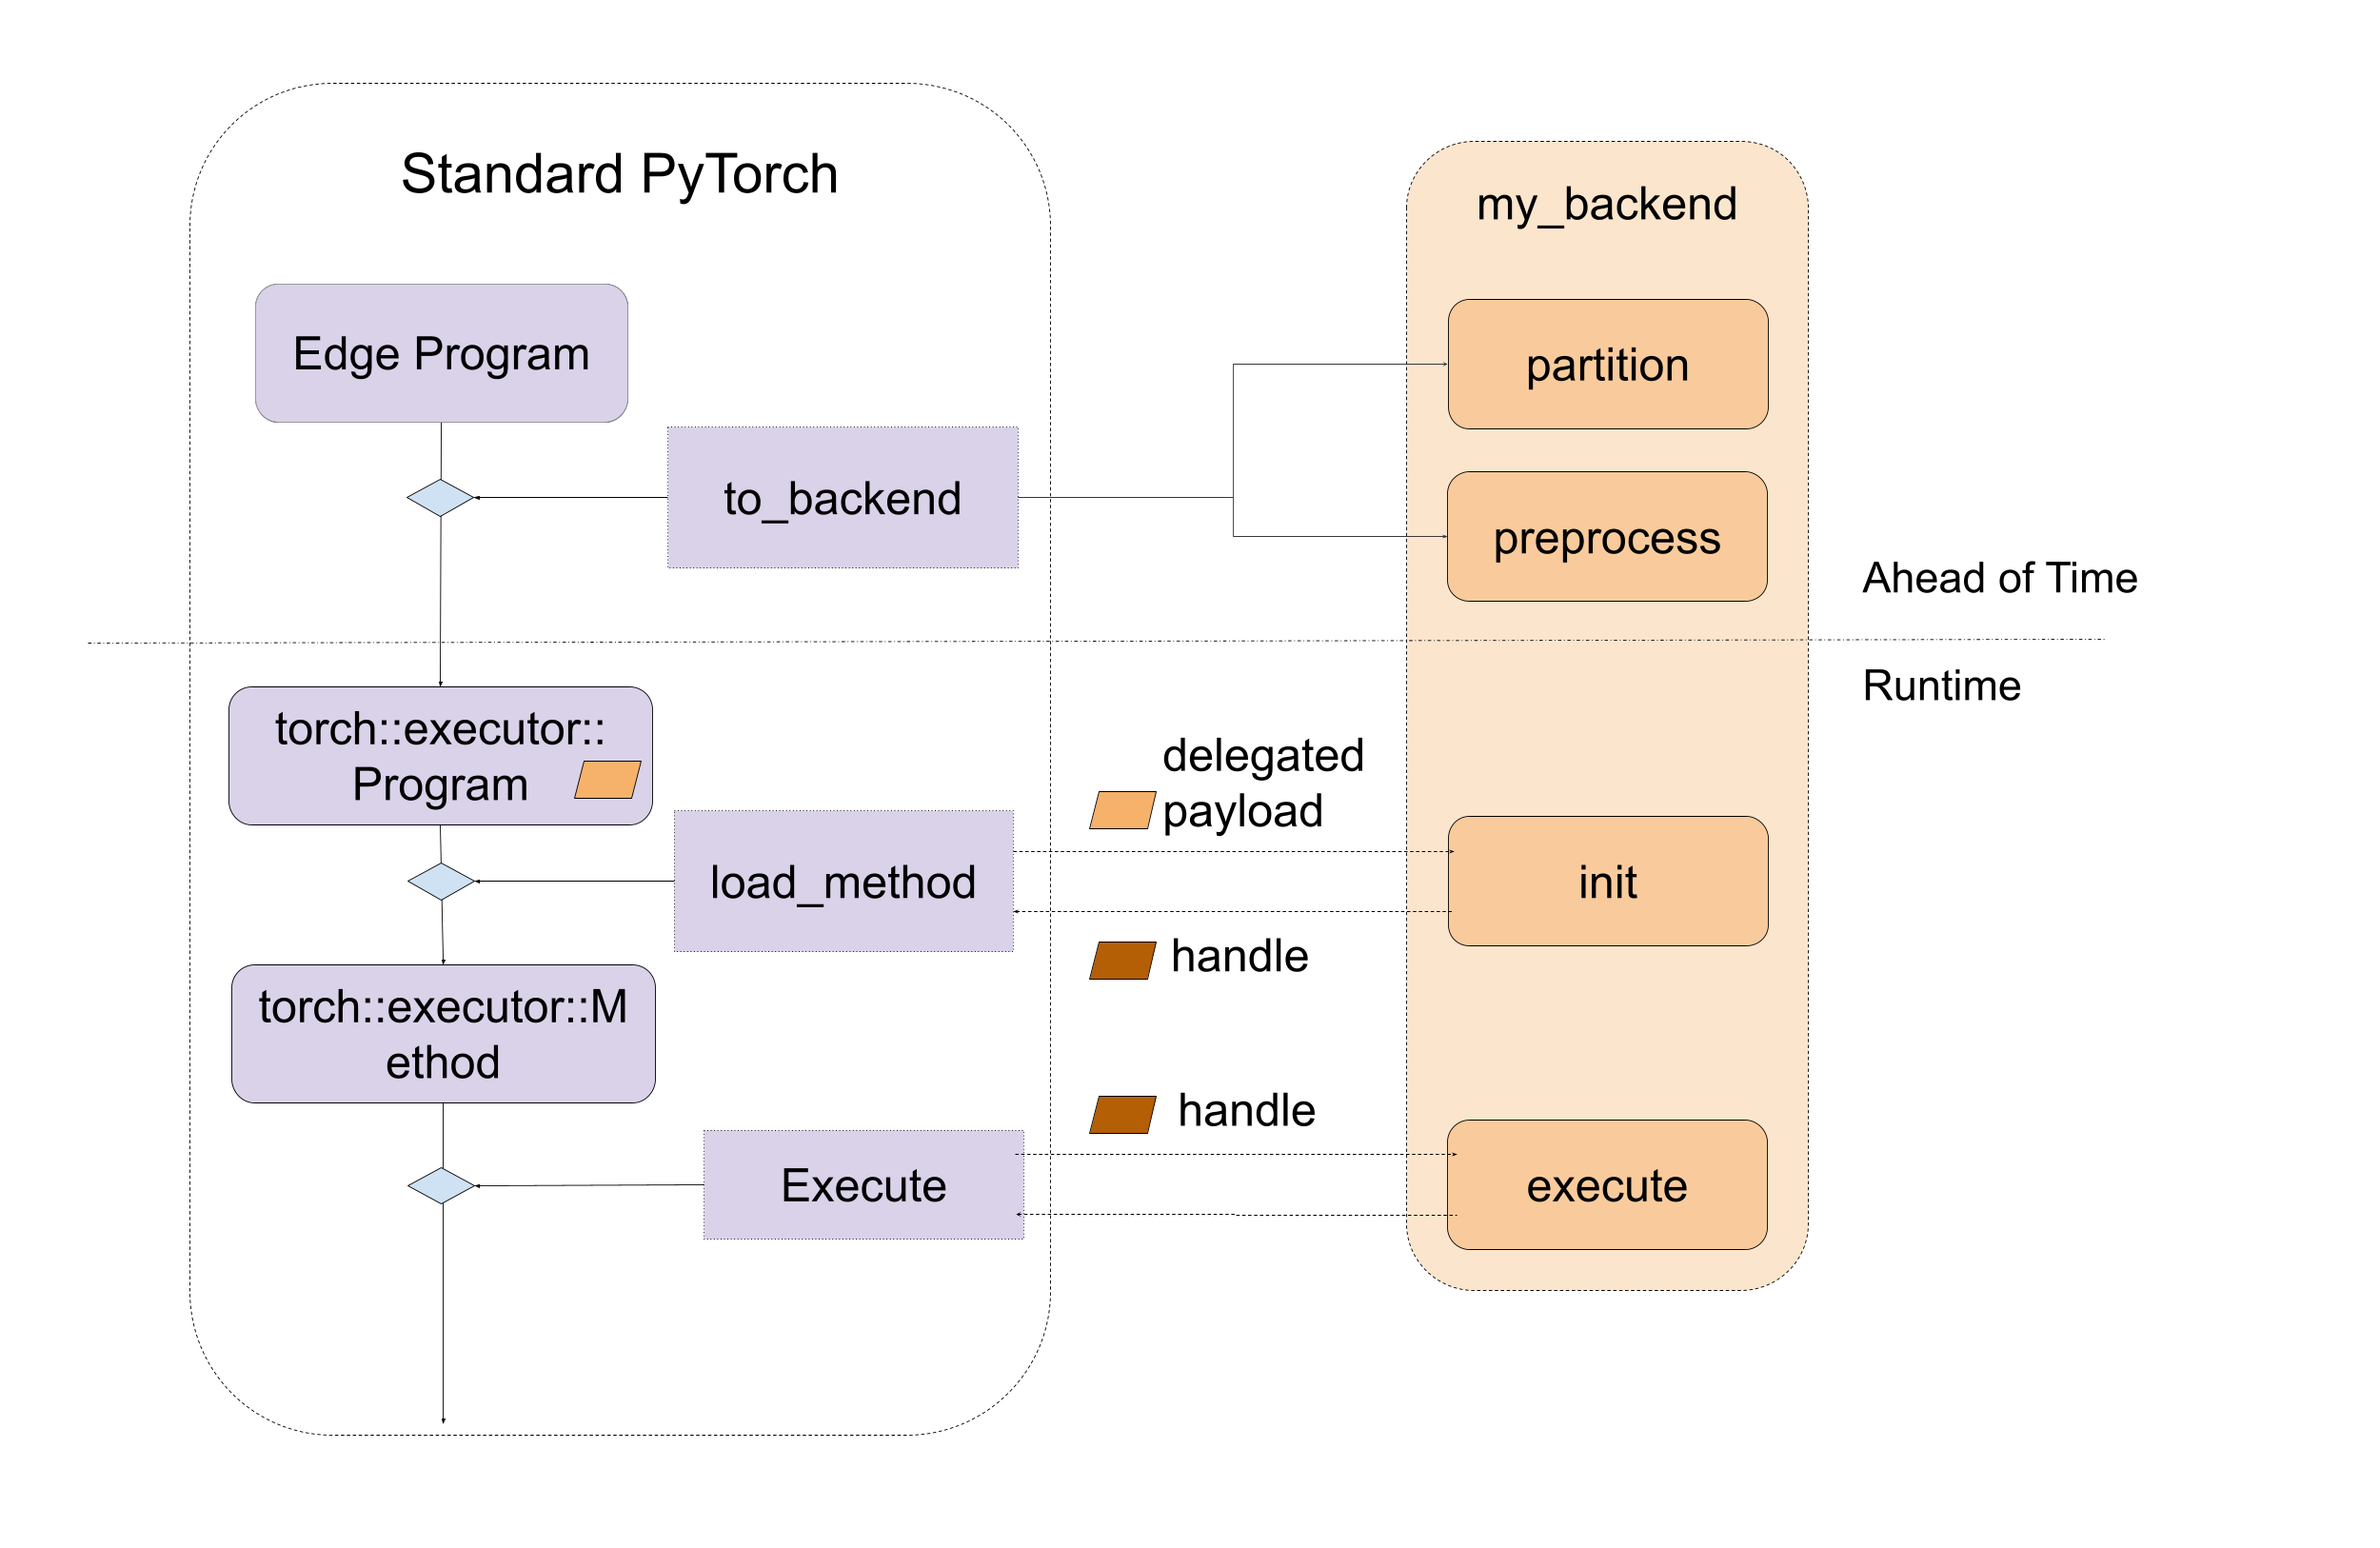 Standard PyTorch
my_backend
Edge Program
partition
to_backend
preprocess
Ahead of Time
Runtime
torch::executor::
Program
delegated
payload
load_method
init
handle
torch::executor::M
ethod
handle
Execute
execute